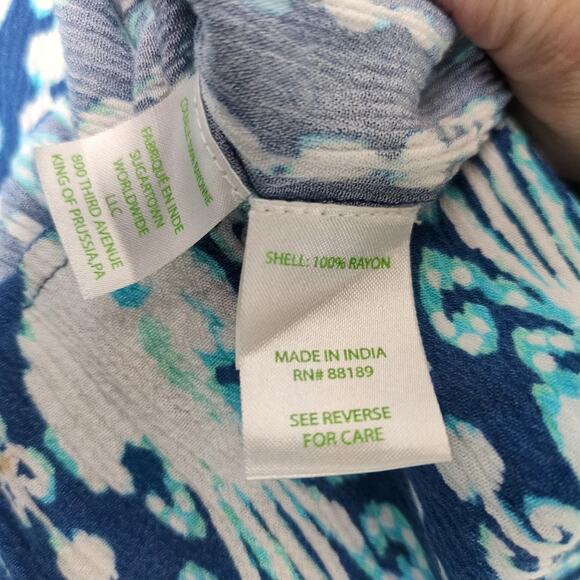 FABRIQUÉ EN INDE
SUGARTOWN
WORLDWIDE
LLC
800 THIRD AVENUE
KING OF PRUSSIA,PA
SHELL: 100% RAYON
MADE IN INDIA
RN# 88189
SEE REVERSE
FOR CARE